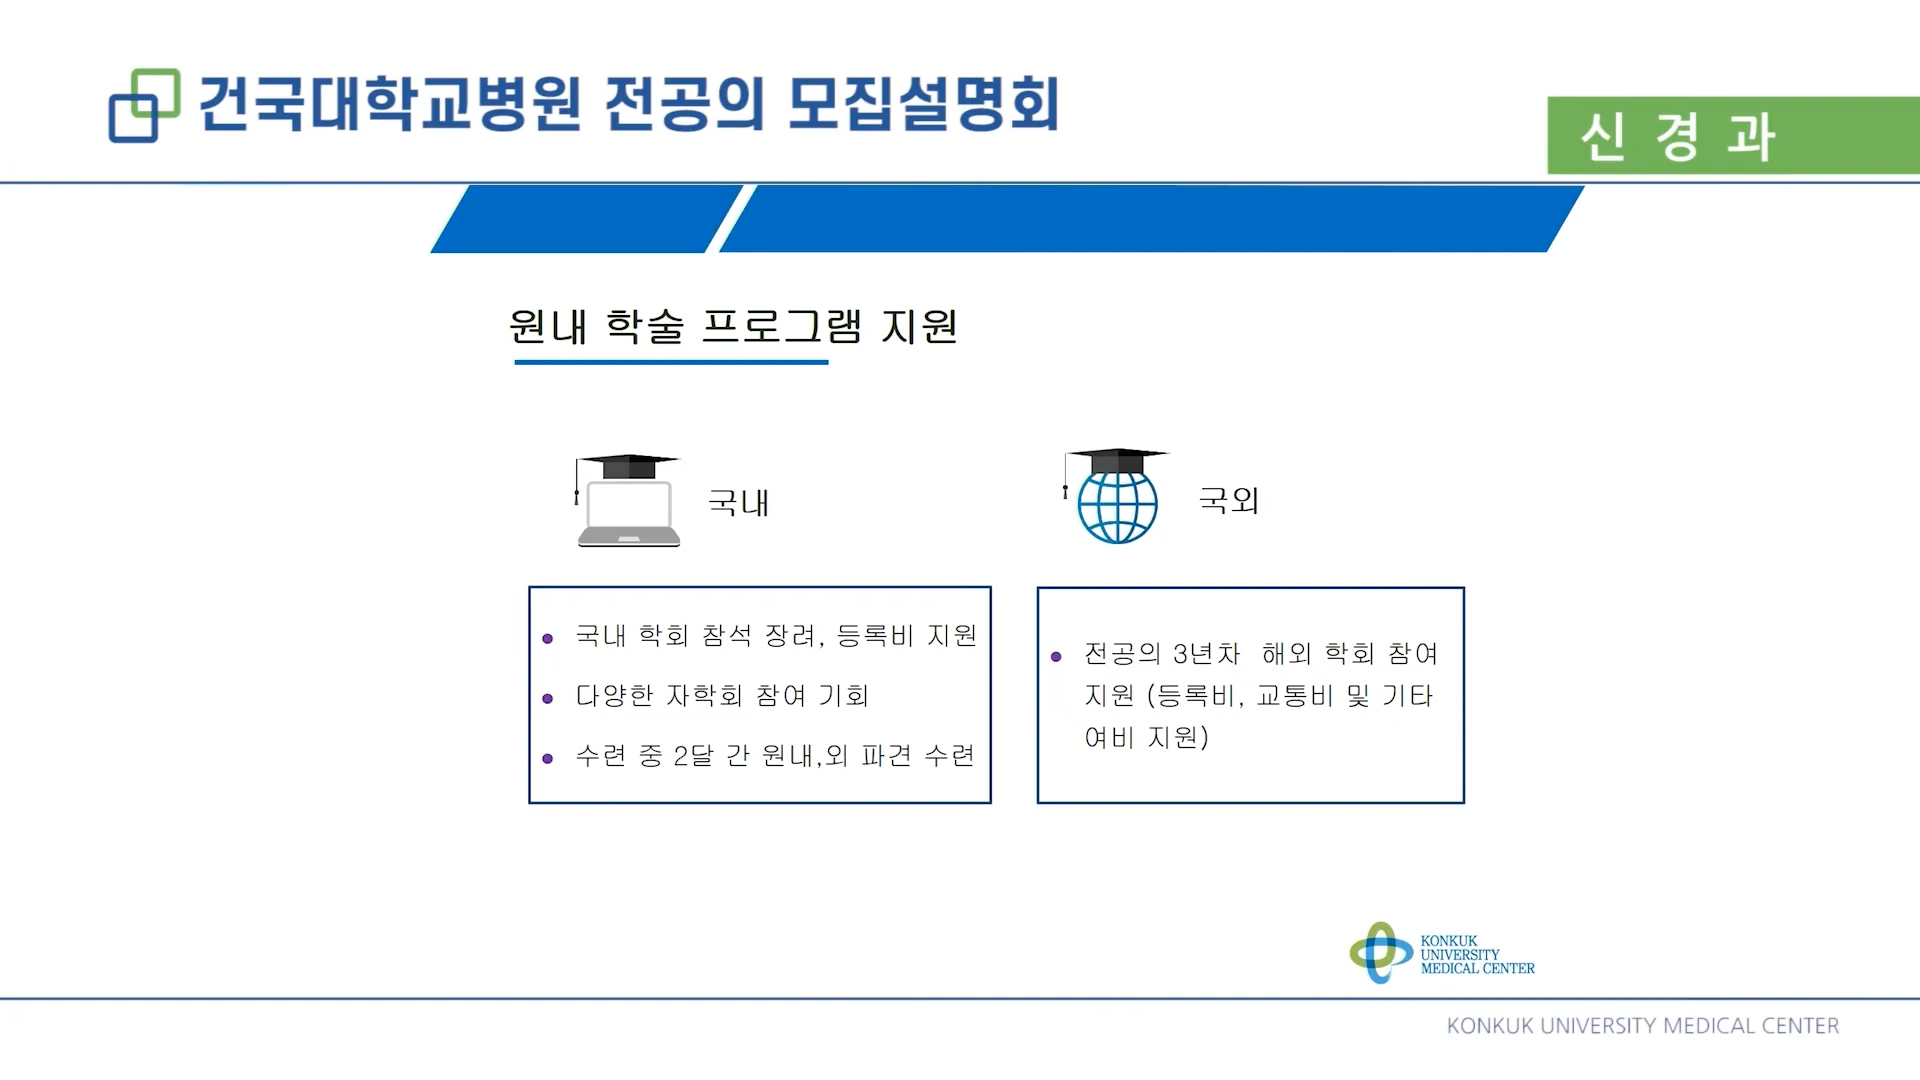 건국대학교병원 전공의 모집설명회
신 경 과
원내 학술 프로그램 지원
국내
국외
국내 학회 참석 장려, 등록비 지원
다양한 자학회 참여 기회
수련 중 2달 간 원내,외 파견 수련
전공의 3년차 해외 학회 참여
지원 (등록비, 교통비 및 기타
여비 지원)
KONKUK
UNIVERSITY
MEDICAL CENTER
KONKUK UNIVERSITY MEDICAL CENTER